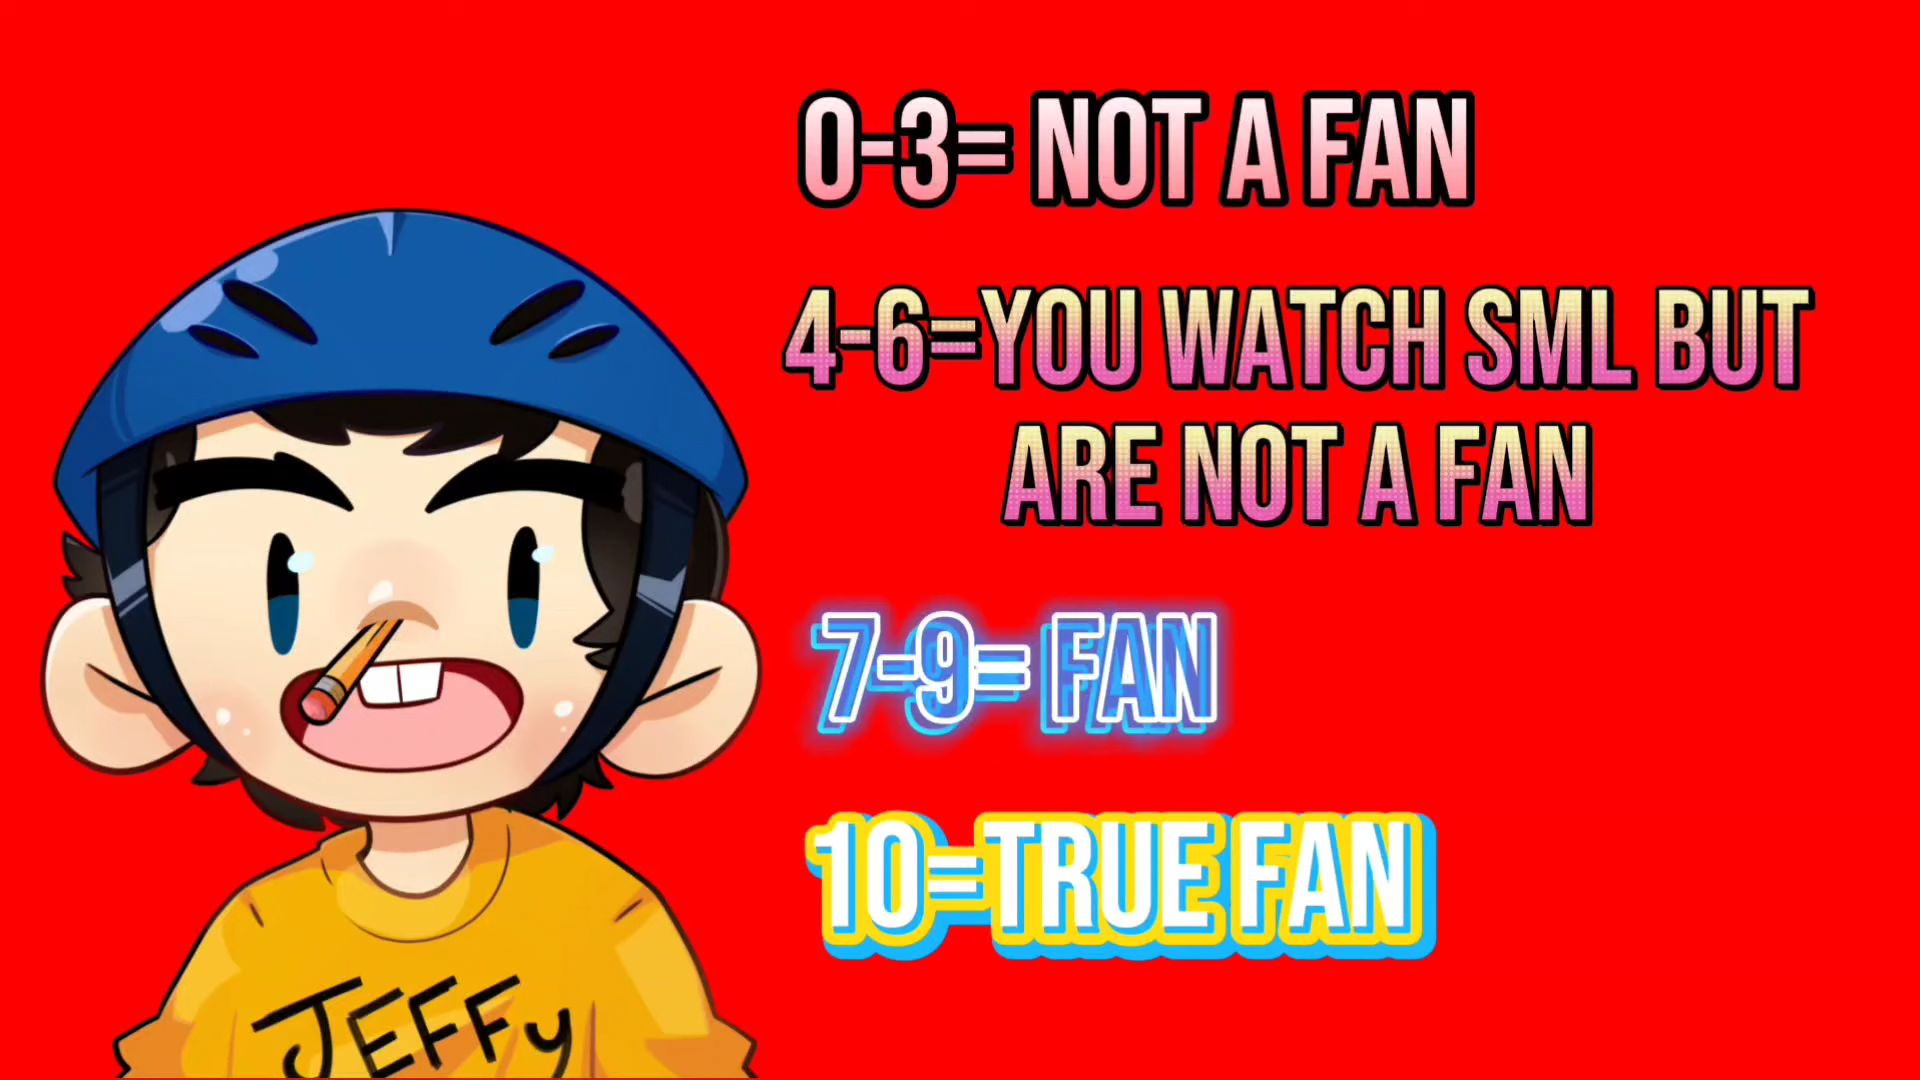 0-3= NOT A FAN
4-6=YOU WATCH SML BUT
ARE NOT A FAN
7-9= FAN
10=TRUE FAN
JEFFy